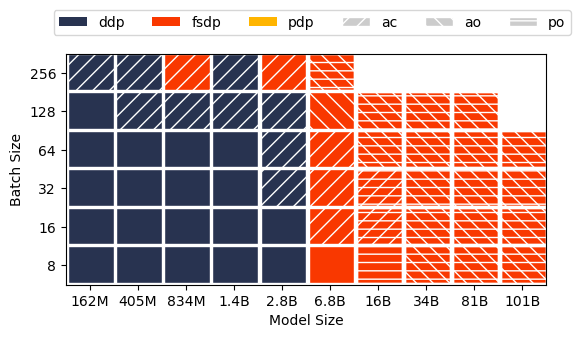 ddp fsdp pdp ac ao po
Batch Size
256
128
64
32
16
8
162M 405M 834M 1.4B 2.8B 6.8B 16B 34B 81B 101B
Model Size